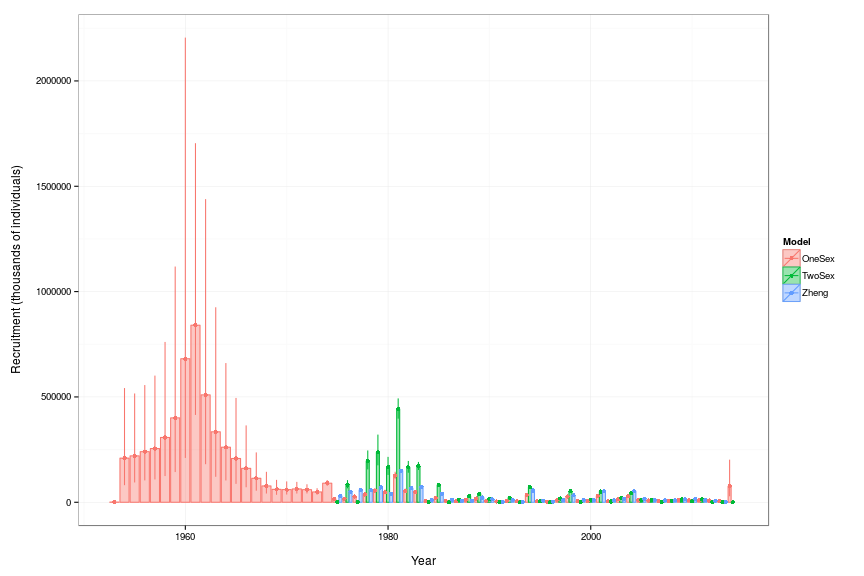 2000000
1500000
1000000
500000
0
Recruitment (thousands of individuals)
1960
1980
2000
Year
Model
OneSex
TwoSex
Zheng